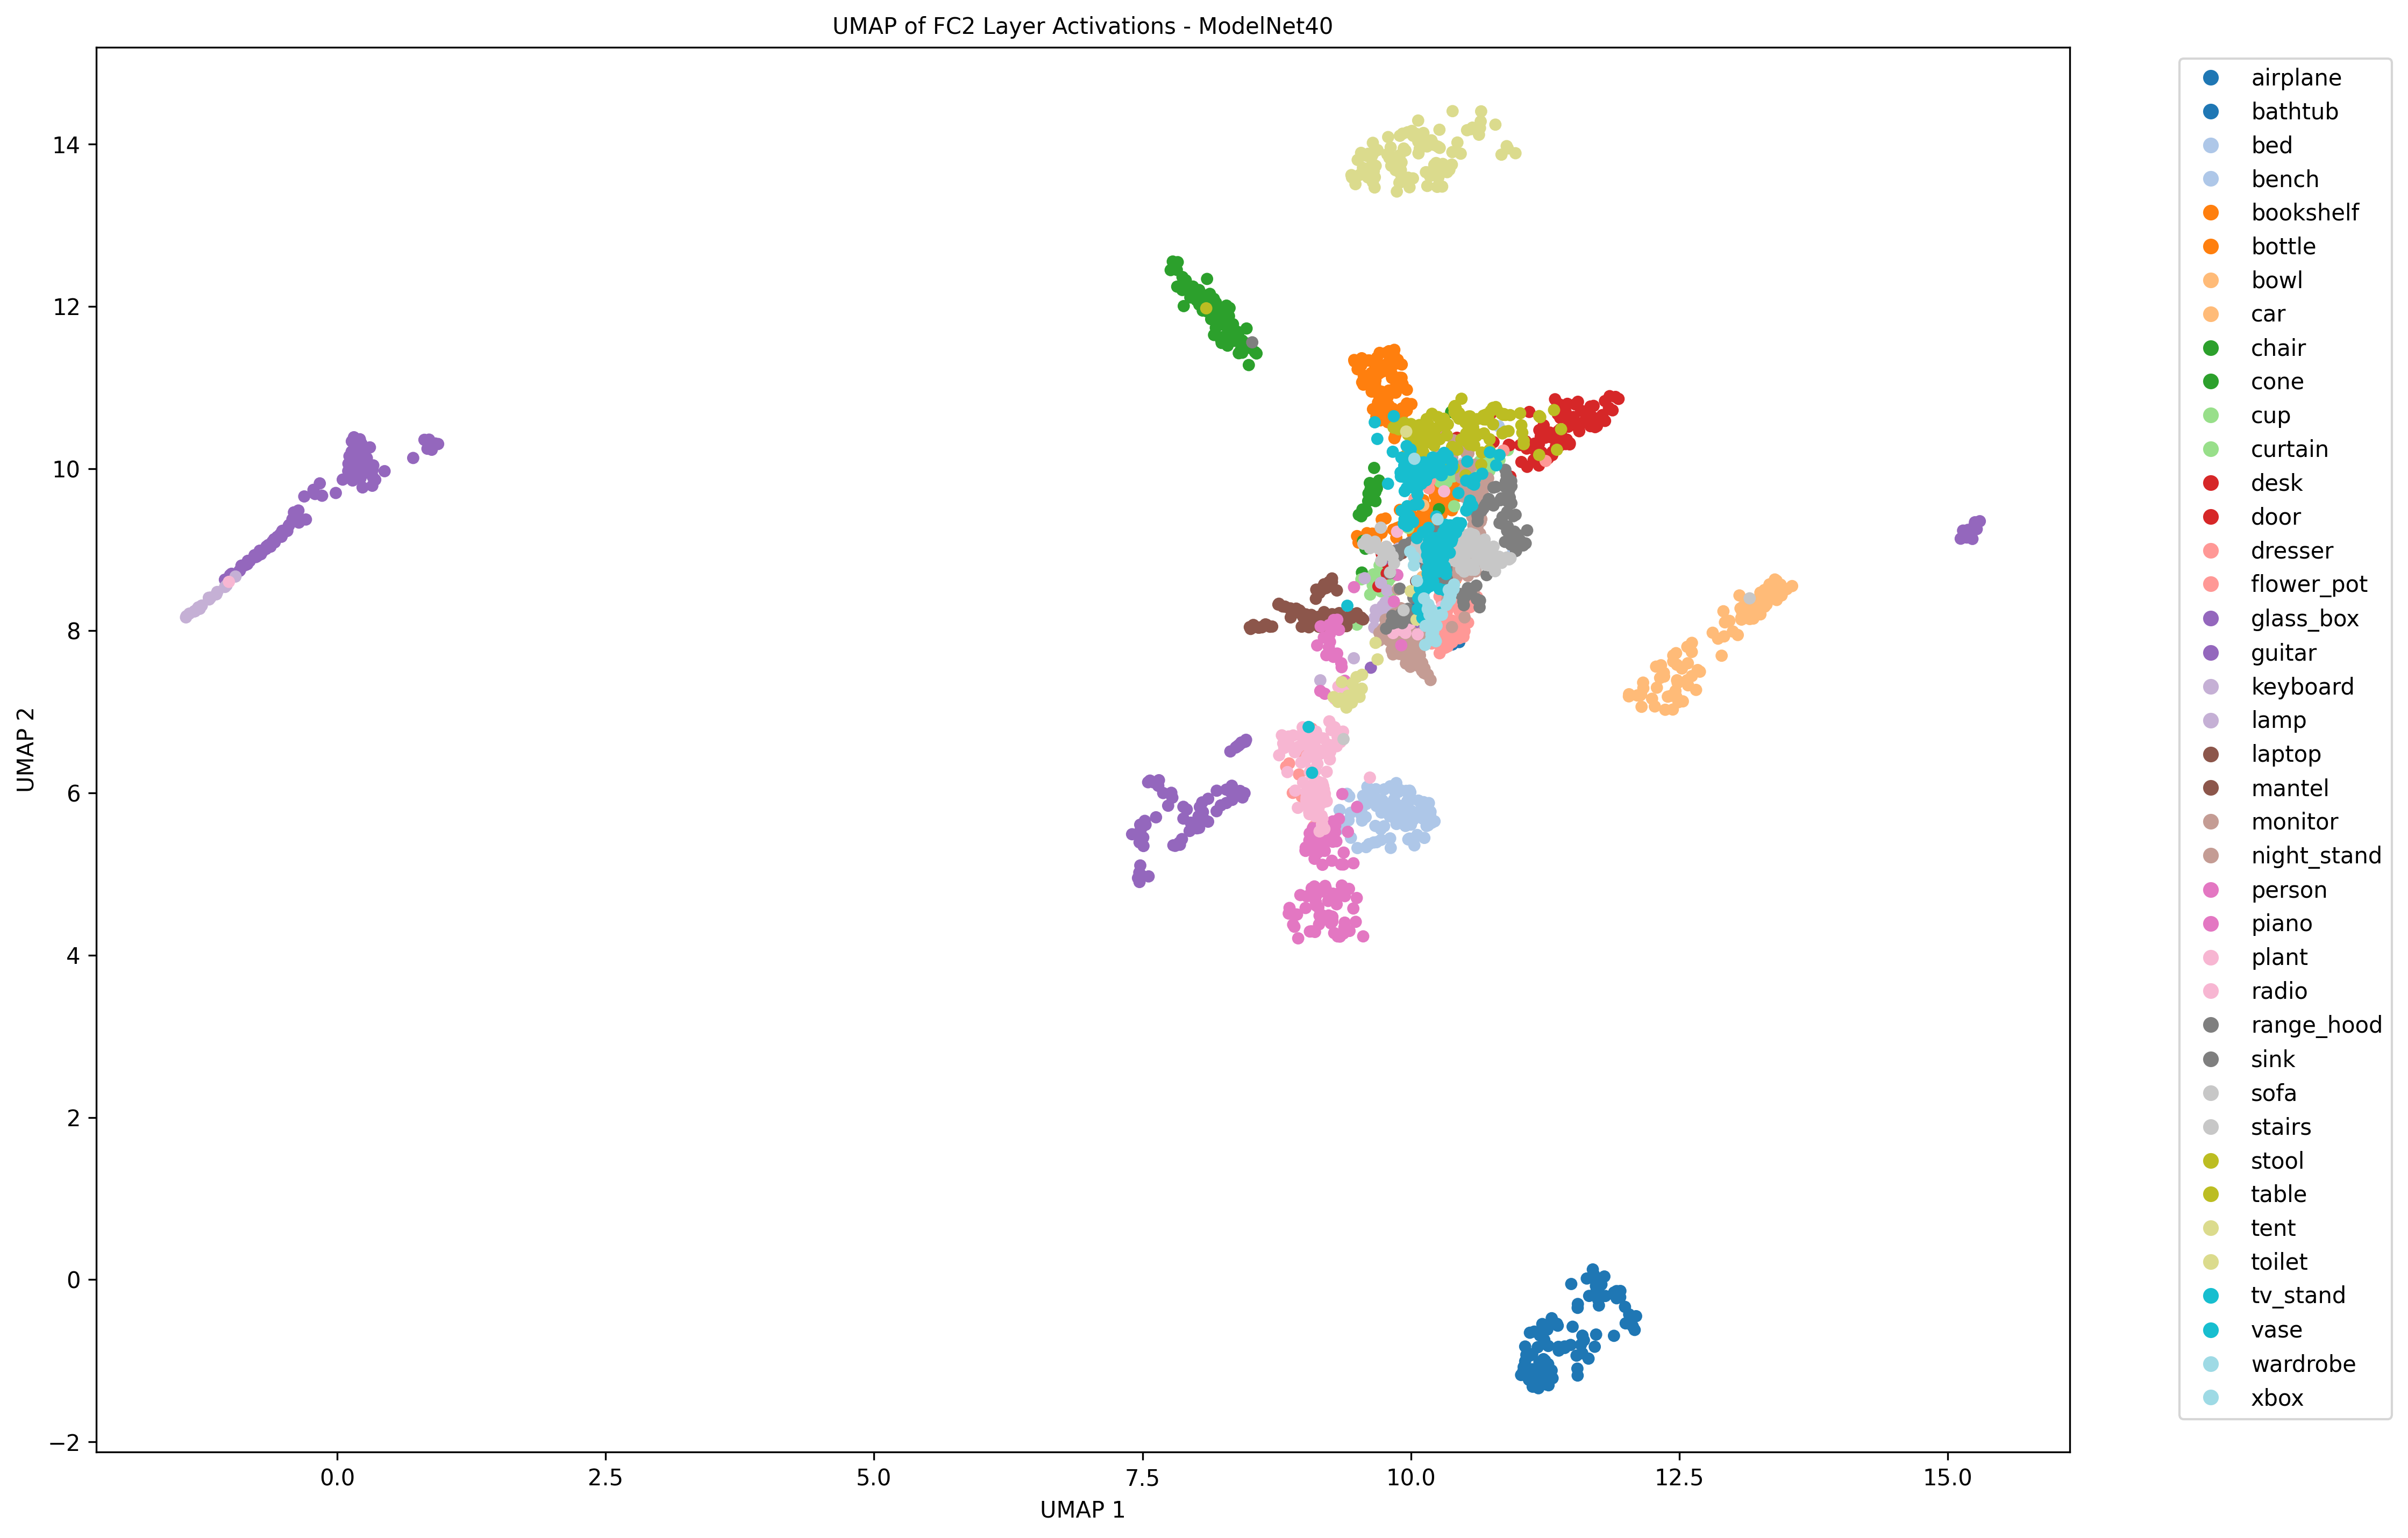 UMAP of FC2 Layer Activations - ModelNet40
14
12
10
8
6
4
2
0
−2
UMAP 2
0.0
2.5
5.0
7.5
10.0
12.5
15.0
UMAP 1
airplane
bathtub
bed
bench
bookshelf
bottle
bowl
car
chair
cone
cup
curtain
desk
door
dresser
flower_pot
glass_box
guitar
keyboard
lamp
laptop
mantel
monitor
night_stand
person
piano
plant
radio
range_hood
sink
sofa
stairs
stool
table
tent
toilet
tv_stand
vase
wardrobe
xbox